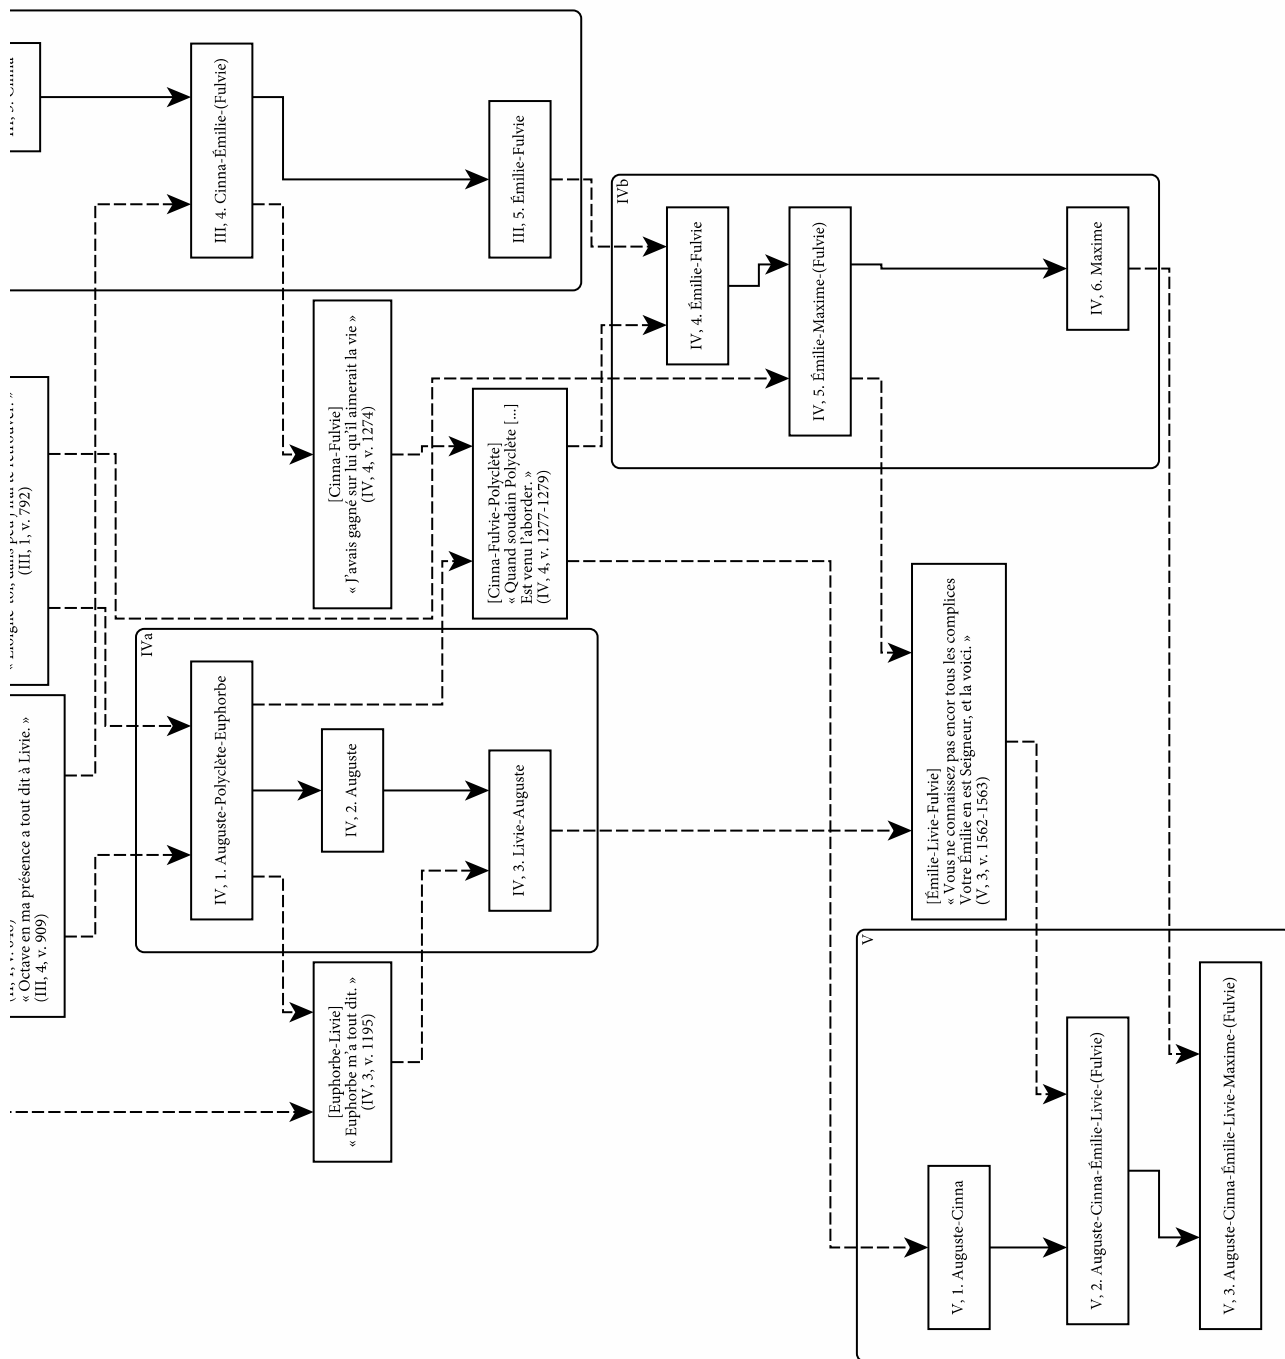 III, 4. Cinna-Émilie-(Fulvie)
III, 5. Émilie-Fulvie
(III, 1, v. 792)
« Octave en ma présence a tout dit à Livie. »
(III, 4, v. 909)
[Cinna-Fulvie]
« J'avais gagné sur lui qu'il aimerait la vie »
(IV, 4, v. 1274)
[Cinna-Fulvie-Polyclète]
« Quand soudain Polyclète [...]
Est venu l'aborder. »
(IV, 4, v. 1277-1279)
IVa
IV, 1. Auguste-Polyclète-Euphorbe
IV, 2. Auguste
IV, 3. Livie-Auguste
[Euphorbe-Livie]
« Euphorbe m'a tout dit. »
(IV, 3, v. 1195)
IVb
IV, 4. Émilie-Fulvie
IV, 5. Émilie-Maxime-(Fulvie)
IV, 6. Maxime
[Émilie-Livie-Fulvie]
« Vous ne connaissez pas encor tous les complices
Votre Émilie en est Seigneur, et la voici. »
(V, 3, v. 1562-1563)
V
V, 1. Auguste-Cinna
V, 2. Auguste-Cinna-Émilie-Livie-(Fulvie)
V, 3. Auguste-Cinna-Émilie-Livie-Maxime-(Fulvie)